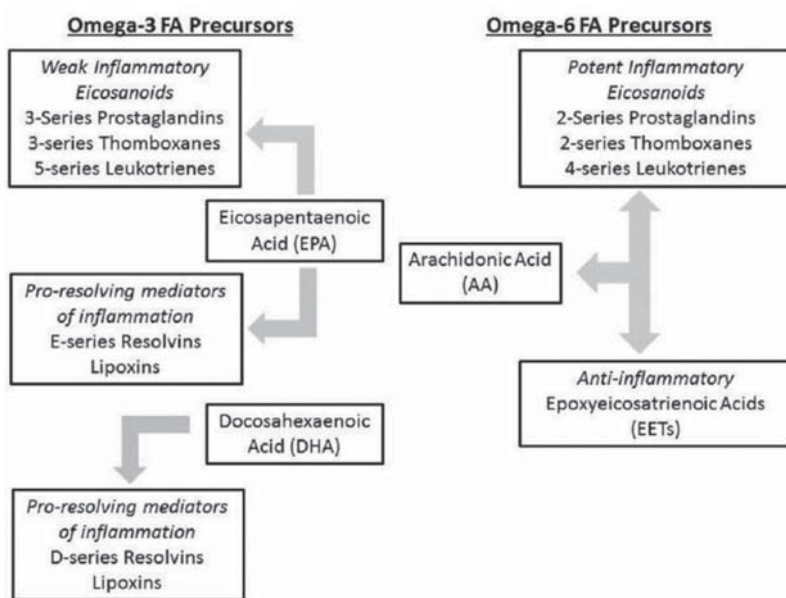 Omega-3 FA Precursors
Weak Inflammatory
Eicosanoids
3-Series Prostaglandins
3-series Thomboxanes
5-series Leukotrienes
Eicosapentaenoic
Acid (EPA)
Pro-resolving mediators
of inflammation
E-series Resolvins
Lipoxins
Docosahexaenoic
Acid (DHA)
Pro-resolving mediators
of inflammation
D-series Resolvins
Lipoxins
Omega-6 FA Precursors
Potent Inflammatory
Eicosanoids
2-Series Prostaglandins
2-series Thomboxanes
4-series Leukotrienes
Arachidonic Acid
(AA)
Anti-inflammatory
Epoxyeicosatrienoic Acids
(EETs)